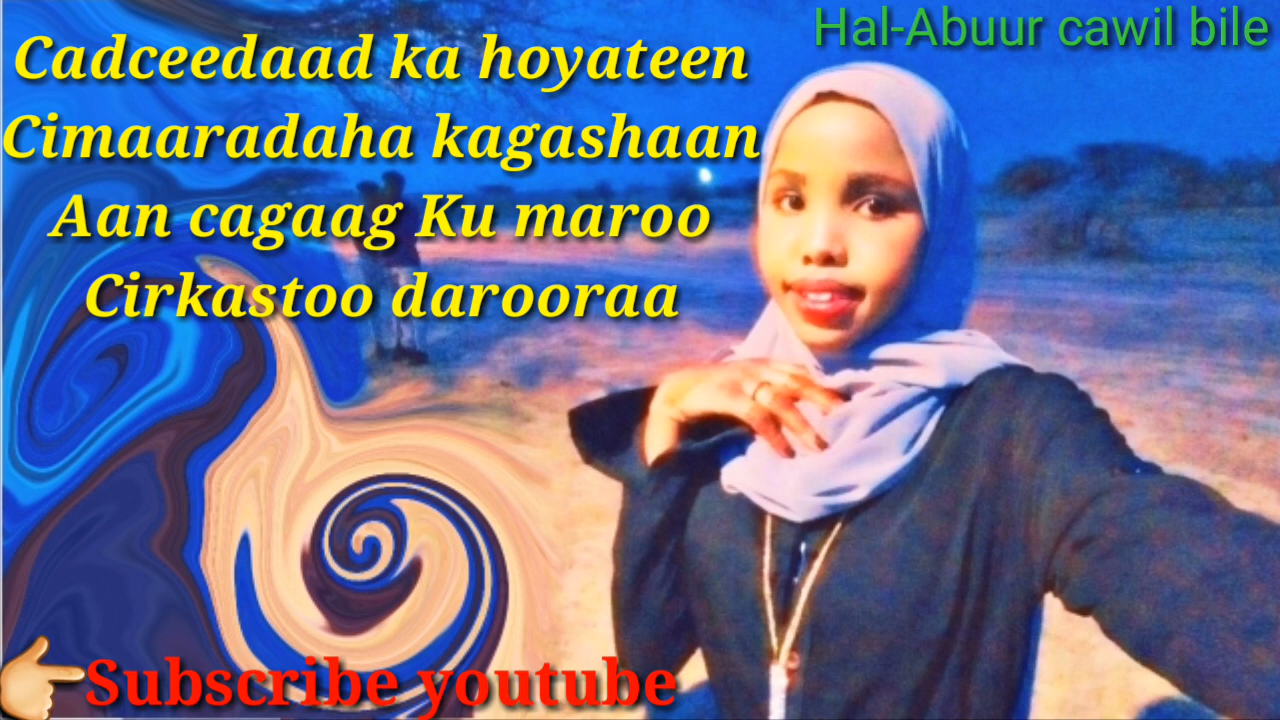 Hal-Abuur cawil bile
Cadceedaad ka hoyateen
Cimaaradaha kagashaan
Aan cagaag Ku maroo
Cirkastoo darooraa
Subscribe youtube